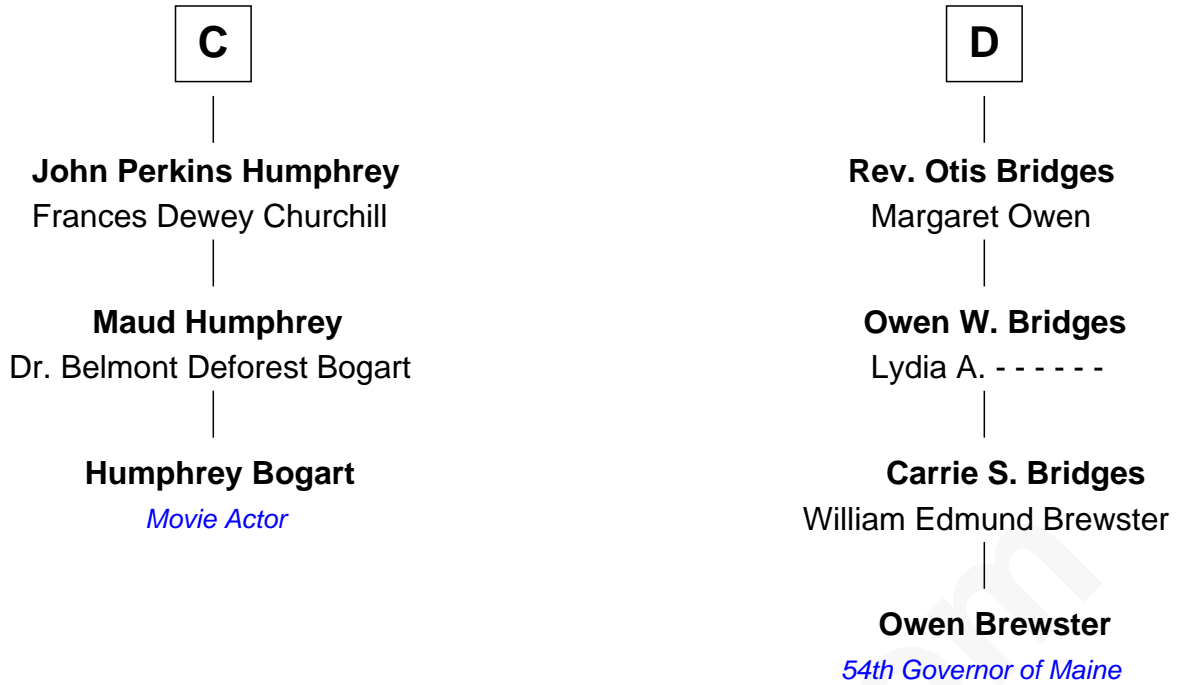 C
John Perkins Humphrey
Frances Dewey Churchill
Maud Humphrey
Dr. Belmont Deforest Bogart
Humphrey Bogart
Movie Actor
D
Rev. Otis Bridges
Margaret Owen
Owen W. Bridges
Lydia A. - - - - - -
Carrie S. Bridges
William Edmund Brewster
Owen Brewster
54th Governor of Maine